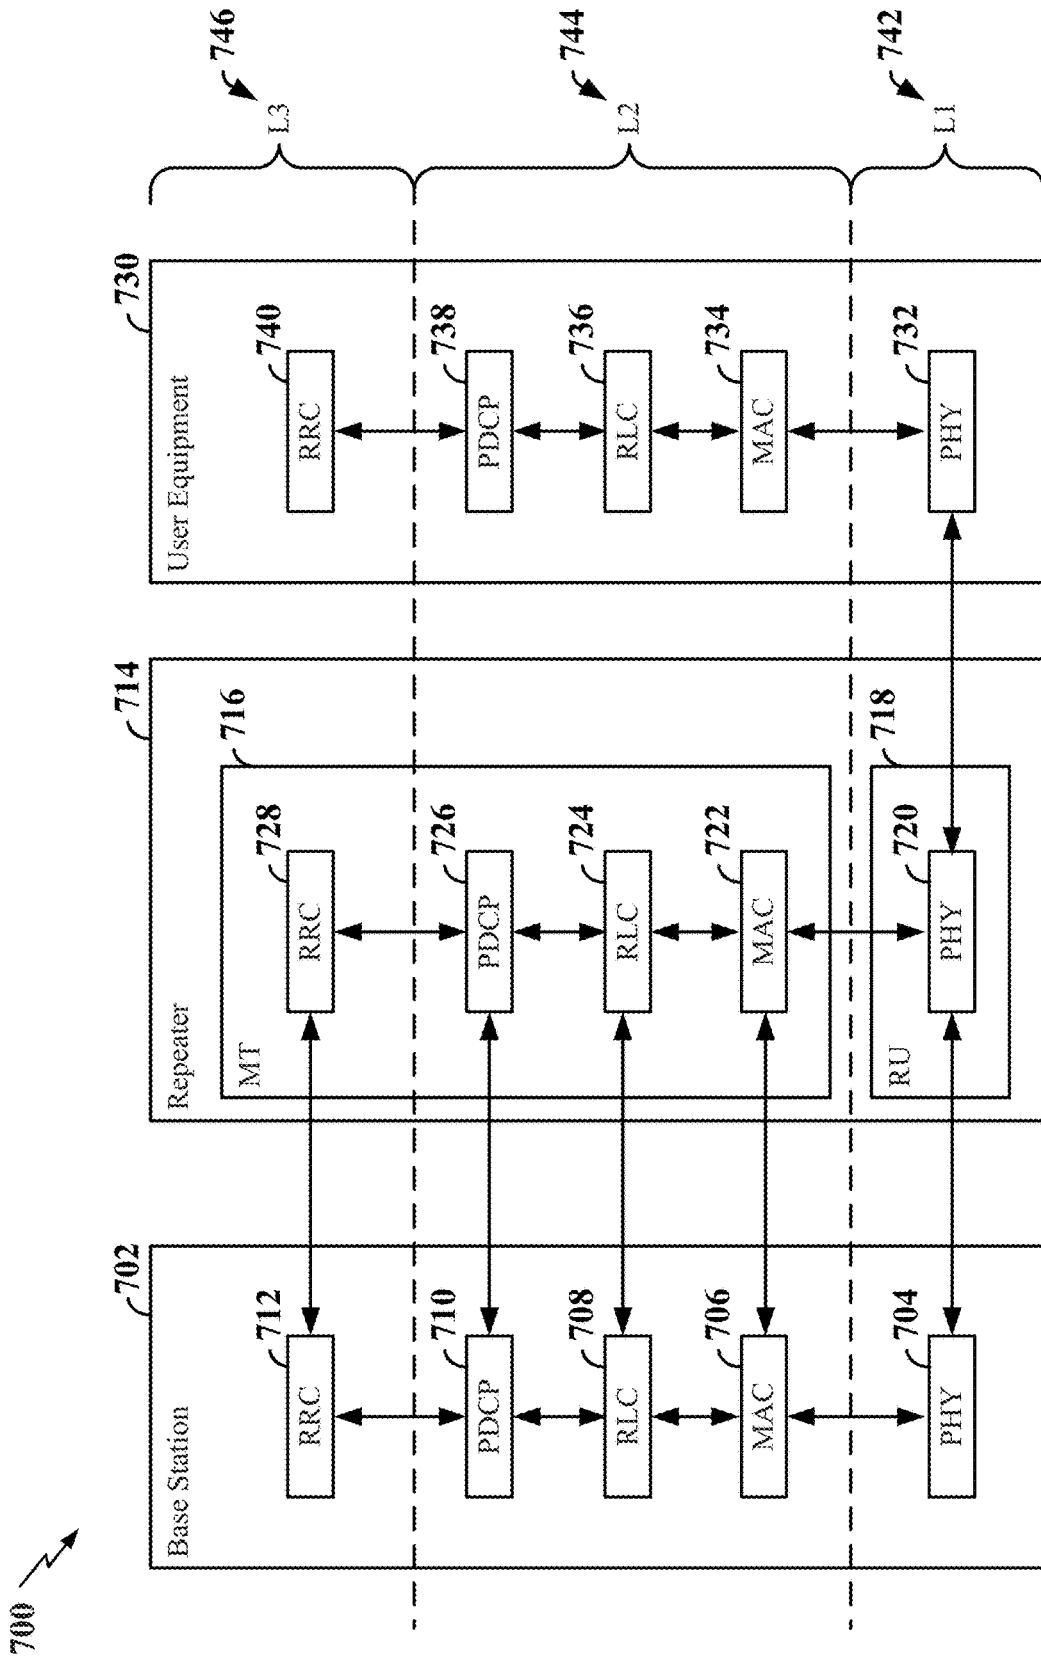 700
Base Station
702
RRC
712
PDCP
710
RLC
708
MAC
706
PHY
704
Repeater
714
MT
716
RRC
728
PDCP
726
RLC
724
MAC
722
RU
718
PHY
720
User Equipment
730
RRC
740
PDCP
738
RLC
736
MAC
734
PHY
732
L3
746
L2
744
L1
742